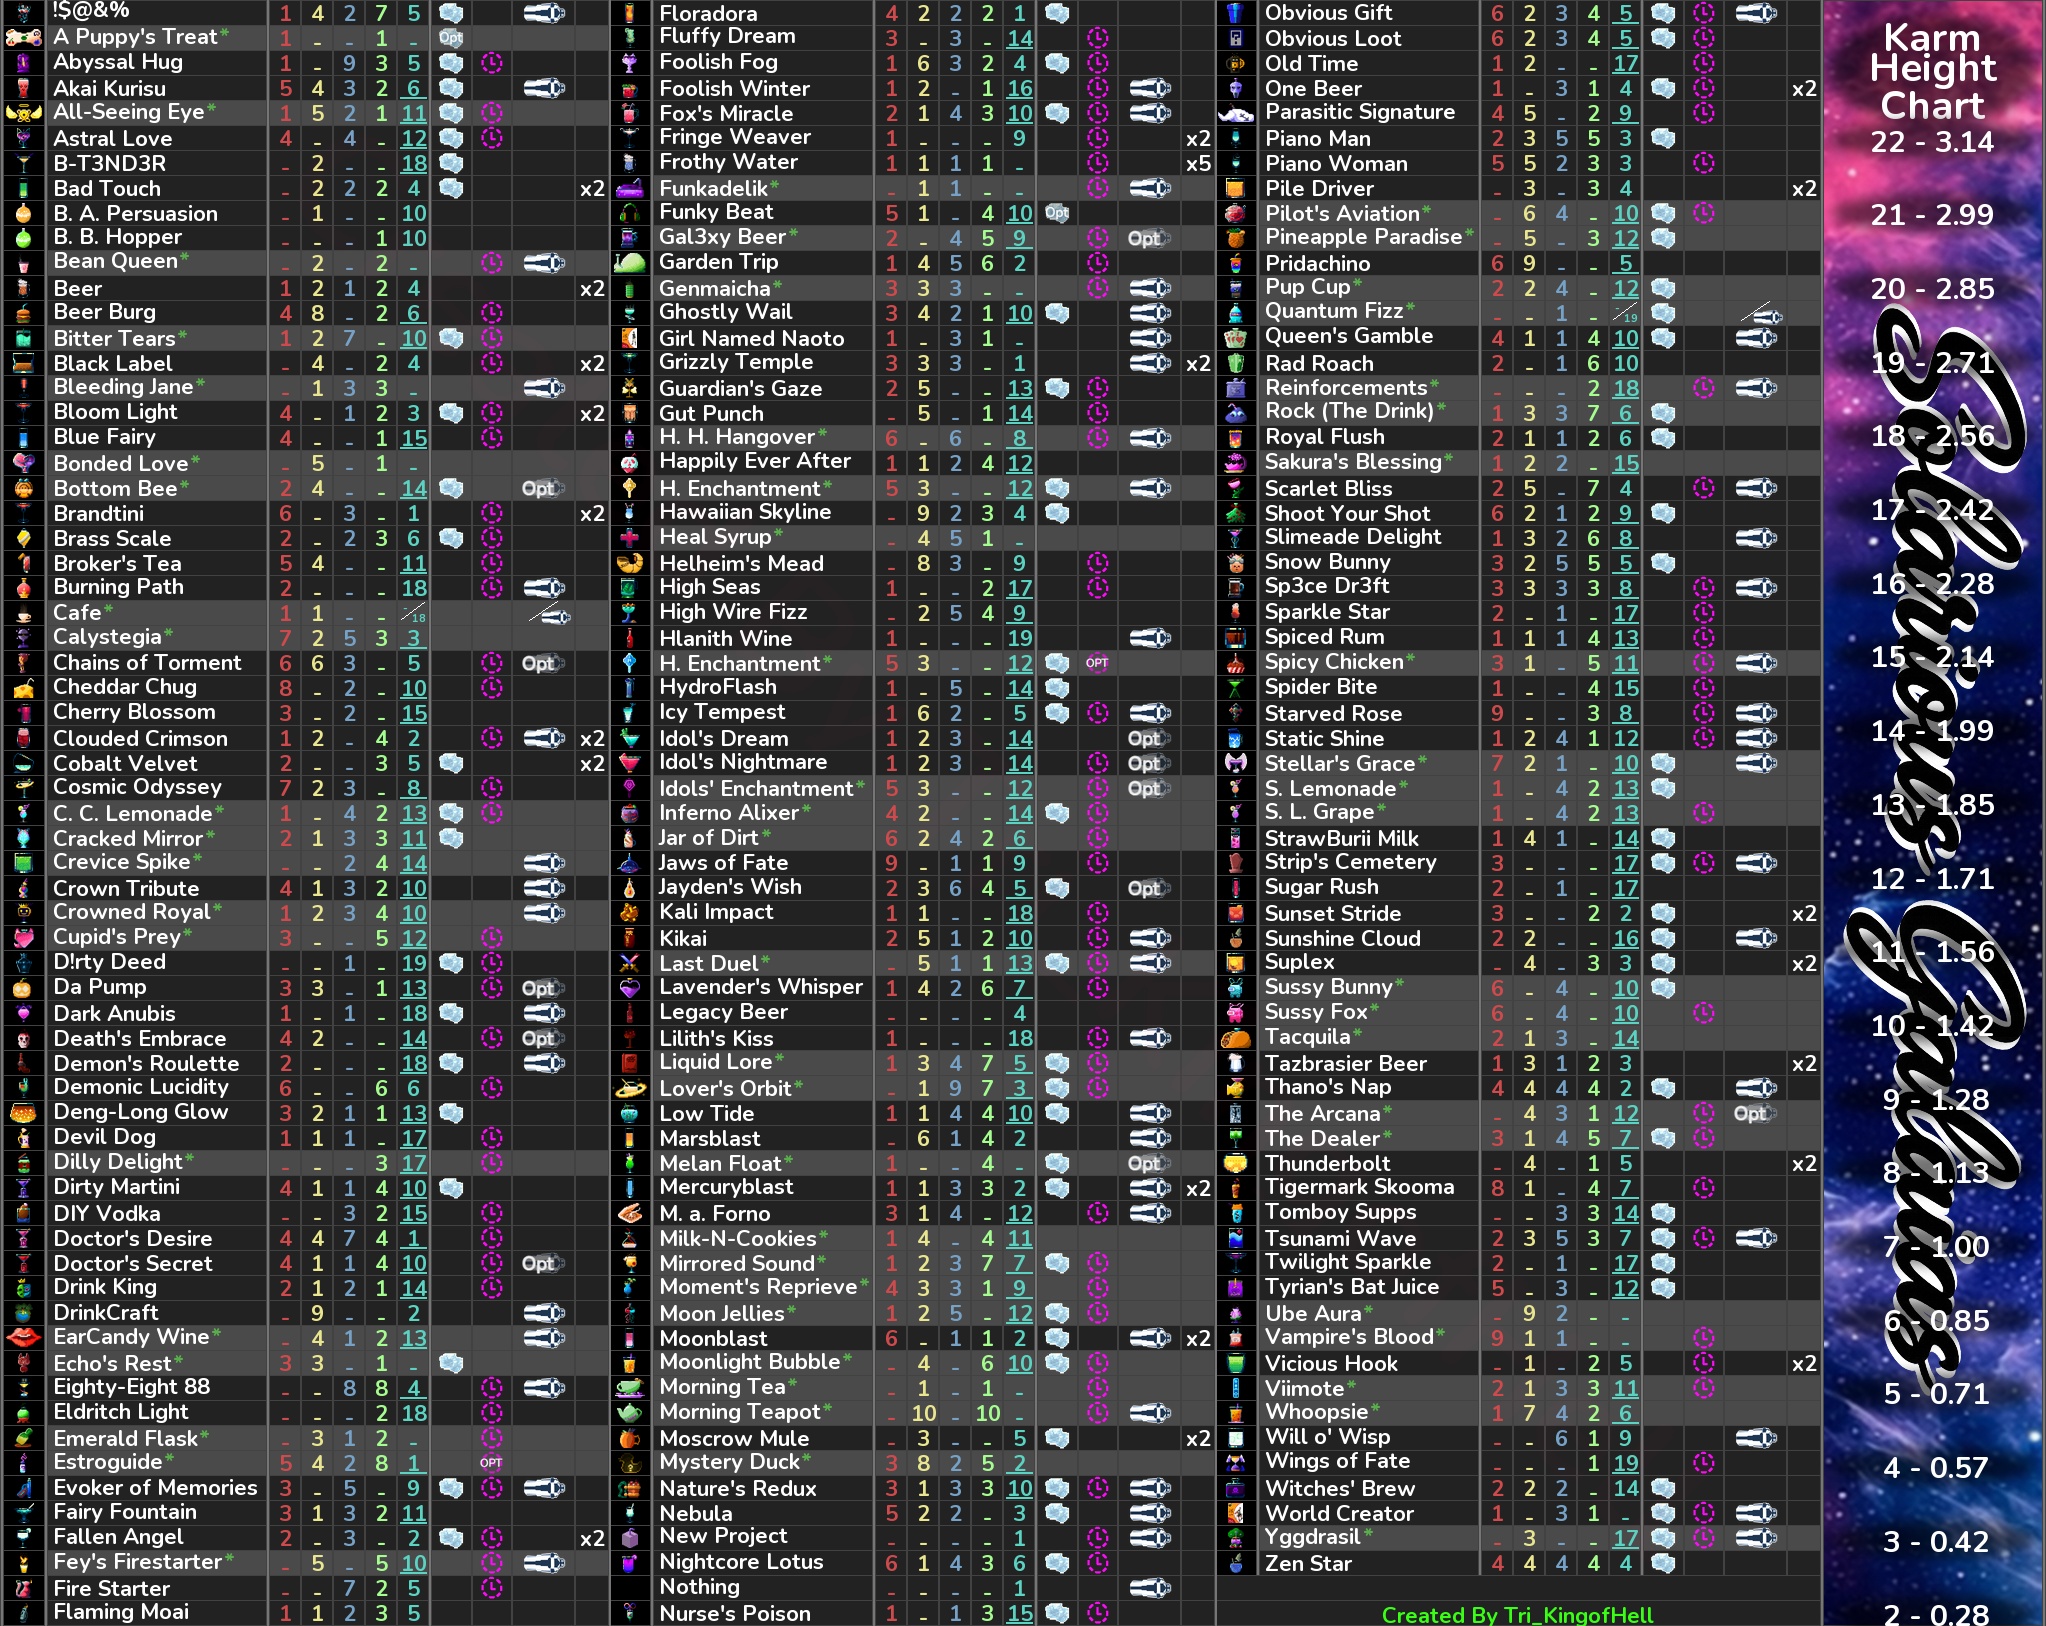 !$@&% 1 4 2 7 5
A Puppy's Treat* 1 - - 1 - Opt
Abyssal Hug 1 - 9 3 5
Akai Kurisu 5 4 3 2 6
All-Seeing Eye* 1 5 2 1 11
Astral Love 4 - 4 - 12
B-T3ND3R - 2 - - 18
Bad Touch - 2 2 2 4 x2
B. A. Persuasion - 1 - - 10
B. B. Hopper - - - 1 10
Bean Queen* - 2 - 2 -
Beer 1 2 1 2 4 x2
Beer Burg 4 8 - 2 6
Bitter Tears* 1 2 7 - 10
Black Label - 4 - 2 4 x2
Bleeding Jane* - 1 3 3 -
Bloom Light 4 - 1 2 3 x2
Blue Fairy 4 - - 1 15
Bonded Love* - 5 - 1 -
Bottom Bee* 2 4 - - 14 Opt
Brandtini 6 - 3 - 1 x2
Brass Scale 2 - 2 3 6
Broker's Tea 5 4 - - 11
Burning Path 2 - - - 18
Cafe* 1 1 - - -/18
Calystegia* 7 2 5 3 3
Chains of Torment 6 6 3 - 5 Opt
Cheddar Chug 8 - 2 - 10
Cherry Blossom 3 - 2 - 15
Clouded Crimson 1 2 - 4 2 x2
Cobalt Velvet 2 - - 3 5 x2
Cosmic Odyssey 7 2 3 - 8
C. C. Lemonade* 1 - 4 2 13
Cracked Mirror* 2 1 3 3 11
Crevice Spike* - - 2 4 14
Crown Tribute 4 1 3 2 10
Crowned Royal* 1 2 3 4 10
Cupid's Prey* 3 - - 5 12
D!rty Deed - - 1 - 19
Da Pump 3 3 - 1 13 Opt
Dark Anubis 1 - 1 - 18
Death's Embrace 4 2 - - 14 Opt
Demon's Roulette 2 - - - 18
Demonic Lucidity 6 - - 6 6
Deng-Long Glow 3 2 1 1 13
Devil Dog 1 1 1 - 17
Dilly Delight* - - - 3 17
Dirty Martini 4 1 1 4 10
DIY Vodka - - 3 2 15
Doctor's Desire 4 4 7 4 1
Doctor's Secret 4 1 1 4 10 Opt
Drink King 2 1 2 1 14
DrinkCraft - 9 - - 2
EarCandy Wine* - 4 1 2 13
Echo's Rest* 3 3 - 1 -
Eighty-Eight 88 - - 8 8 4
Eldritch Light - - - 2 18
Emerald Flask* - 3 1 2 -
Estroguide* 5 4 2 8 1 OPT
Evoker of Memories 3 - 5 - 9
Fairy Fountain 3 1 3 2 11
Fallen Angel 2 - 3 - 2 x2
Fey's Firestarter* - 5 - 5 10
Fire Starter - - 7 2 5
Flaming Moai 1 1 2 3 5
Floradora 4 2 2 2 1
Fluffy Dream 3 - 3 - 14
Foolish Fog 1 6 3 2 4
Foolish Winter 1 2 - 1 16
Fox's Miracle 2 1 4 3 10
Fringe Weaver 1 - - - 9 x2
Frothy Water 1 1 1 1 - x5
Funkadelik* - 1 1 - -
Funky Beat 5 1 - 4 10 Opt
Gal3xy Beer* 2 - 4 5 9 Opt
Garden Trip 1 4 5 6 2
Genmaicha* 3 3 3 - -
Ghostly Wail 3 4 2 1 10
Girl Named Naoto 1 - 3 1 -
Grizzly Temple 3 3 3 - 1 x2
Guardian's Gaze 2 5 - - 13
Gut Punch - 5 - 1 14
H. H. Hangover* 6 - 6 - 8
Happily Ever After 1 1 2 4 12
H. Enchantment* 5 3 - - 12
Hawaiian Skyline - 9 2 3 4
Heal Syrup* - 4 5 1 -
Helheim's Mead - 8 3 - 9
High Seas 1 - - 2 17
High Wire Fizz - 2 5 4 9
Hlanith Wine 1 - - - 19
H. Enchantment* 5 3 - - 12 OPT
HydroFlash 1 - 5 - 14
Icy Tempest 1 6 2 - 5
Idol's Dream 1 2 3 - 14 Opt
Idol's Nightmare 1 2 3 - 14 Opt
Idols' Enchantment* 5 3 - - 12 Opt
Inferno Alixer* 4 2 - - 14
Jar of Dirt* 6 2 4 2 6
Jaws of Fate 9 - 1 1 9
Jayden's Wish 2 3 6 4 5 Opt
Kali Impact 1 1 - - 18
Kikai 2 5 1 2 10
Last Duel* - 5 1 1 13
Lavender's Whisper 1 4 2 6 7
Legacy Beer - - - - 4
Lilith's Kiss 1 - - - 18
Liquid Lore* 1 3 4 7 5
Lover's Orbit* - 1 9 7 3
Low Tide 1 1 4 4 10
Marsblast - 6 1 4 2
Melan Float* 1 - - 4 - Opt
Mercuryblast 1 1 3 3 2 x2
M. a. Forno 3 1 4 - 12
Milk-N-Cookies* 1 4 - 4 11
Mirrored Sound* 1 2 3 7 7
Moment's Reprieve* 4 3 3 1 9
Moon Jellies* 1 2 5 - 12
Moonblast 6 - 1 1 2 x2
Moonlight Bubble* - 4 - 6 10
Morning Tea* - 1 - 1 -
Morning Teapot* - 10 - 10 -
Moscrow Mule - 3 - - 5 x2
Mystery Duck* 3 8 2 5 2
Nature's Redux 3 1 3 3 10
Nebula 5 2 2 - 3
New Project - - - - 1
Nightcore Lotus 6 1 4 3 6
Nothing - - - - 1
Nurse's Poison 1 - 1 3 15
Obvious Gift 6 2 3 4 5
Obvious Loot 6 2 3 4 5
Old Time 1 2 - - 17
One Beer 1 - 3 1 4 x2
Parasitic Signature 4 5 - 2 9
Piano Man 2 3 5 5 3
Piano Woman 5 5 2 3 3
Pile Driver - 3 - 3 4 x2
Pilot's Aviation* - 6 4 - 10
Pineapple Paradise* - 5 - 3 12
Pridachino 6 9 - - 5
Pup Cup* 2 2 4 - 12
Quantum Fizz* - - 1 - -/19
Queen's Gamble 4 1 1 4 10
Rad Roach 2 - 1 6 10
Reinforcements* - - - 2 18
Rock (The Drink)* 1 3 3 7 6
Royal Flush 2 1 1 2 6
Sakura's Blessing* 1 2 2 - 15
Scarlet Bliss 2 5 - 7 4
Shoot Your Shot 6 2 1 2 9
Slimeade Delight 1 3 2 6 8
Snow Bunny 3 2 5 5 5
Sp3ce Dr3ft 3 3 3 3 8
Sparkle Star 2 - 1 - 17
Spiced Rum 1 1 1 4 13
Spicy Chicken* 3 1 - 5 11
Spider Bite 1 - - 4 15
Starved Rose 9 - - 3 8
Static Shine 1 2 4 1 12
Stellar's Grace* 7 2 1 - 10
S. Lemonade* 1 - 4 2 13
S. L. Grape* 1 - 4 2 13
StrawBurii Milk 1 4 1 - 14
Strip's Cemetery 3 - - - 17
Sugar Rush 2 - 1 - 17
Sunset Stride 3 - - 2 2 x2
Sunshine Cloud 2 2 - - 16
Suplex - 4 - 3 3 x2
Sussy Bunny* 6 - 4 - 10
Sussy Fox* 6 - 4 - 10
Tacquila* 2 1 3 - 14
Tazbrasier Beer 1 3 1 2 3 x2
Thano's Nap 4 4 4 4 2
The Arcana* - 4 3 1 12 Opt
The Dealer* 3 1 4 5 7
Thunderbolt - 4 - 1 5 x2
Tigermark Skooma 8 1 - 4 7
Tomboy Supps - - 3 3 14
Tsunami Wave 2 3 5 3 7
Twilight Sparkle 2 - 1 - 17
Tyrian's Bat Juice 5 - 3 - 12
Ube Aura* - 9 2 - -
Vampire's Blood* 9 1 1 - -
Vicious Hook - 1 - 2 5 x2
Viimote* 2 1 3 3 11
Whoopsie* 1 7 4 2 6
Will o' Wisp - - 6 1 9
Wings of Fate - - - 1 19
Witches' Brew 2 2 2 - 14
World Creator 1 - 3 1 -
Yggdrasil* - 3 - - 17
Zen Star 4 4 4 4 4
Created By Tri_KingofHell
Karm
Height
Chart
22 - 3.14
21 - 2.99
20 - 2.85
19 - 2.71
18 - 2.56
17 - 2.42
16 - 2.28
15 - 2.14
14 - 1.99
13 - 1.85
12 - 1.71
11 - 1.56
10 - 1.42
9 - 1.28
8 - 1.13
7 - 1.00
6 - 0.85
5 - 0.71
4 - 0.57
3 - 0.42
2 - 0.28